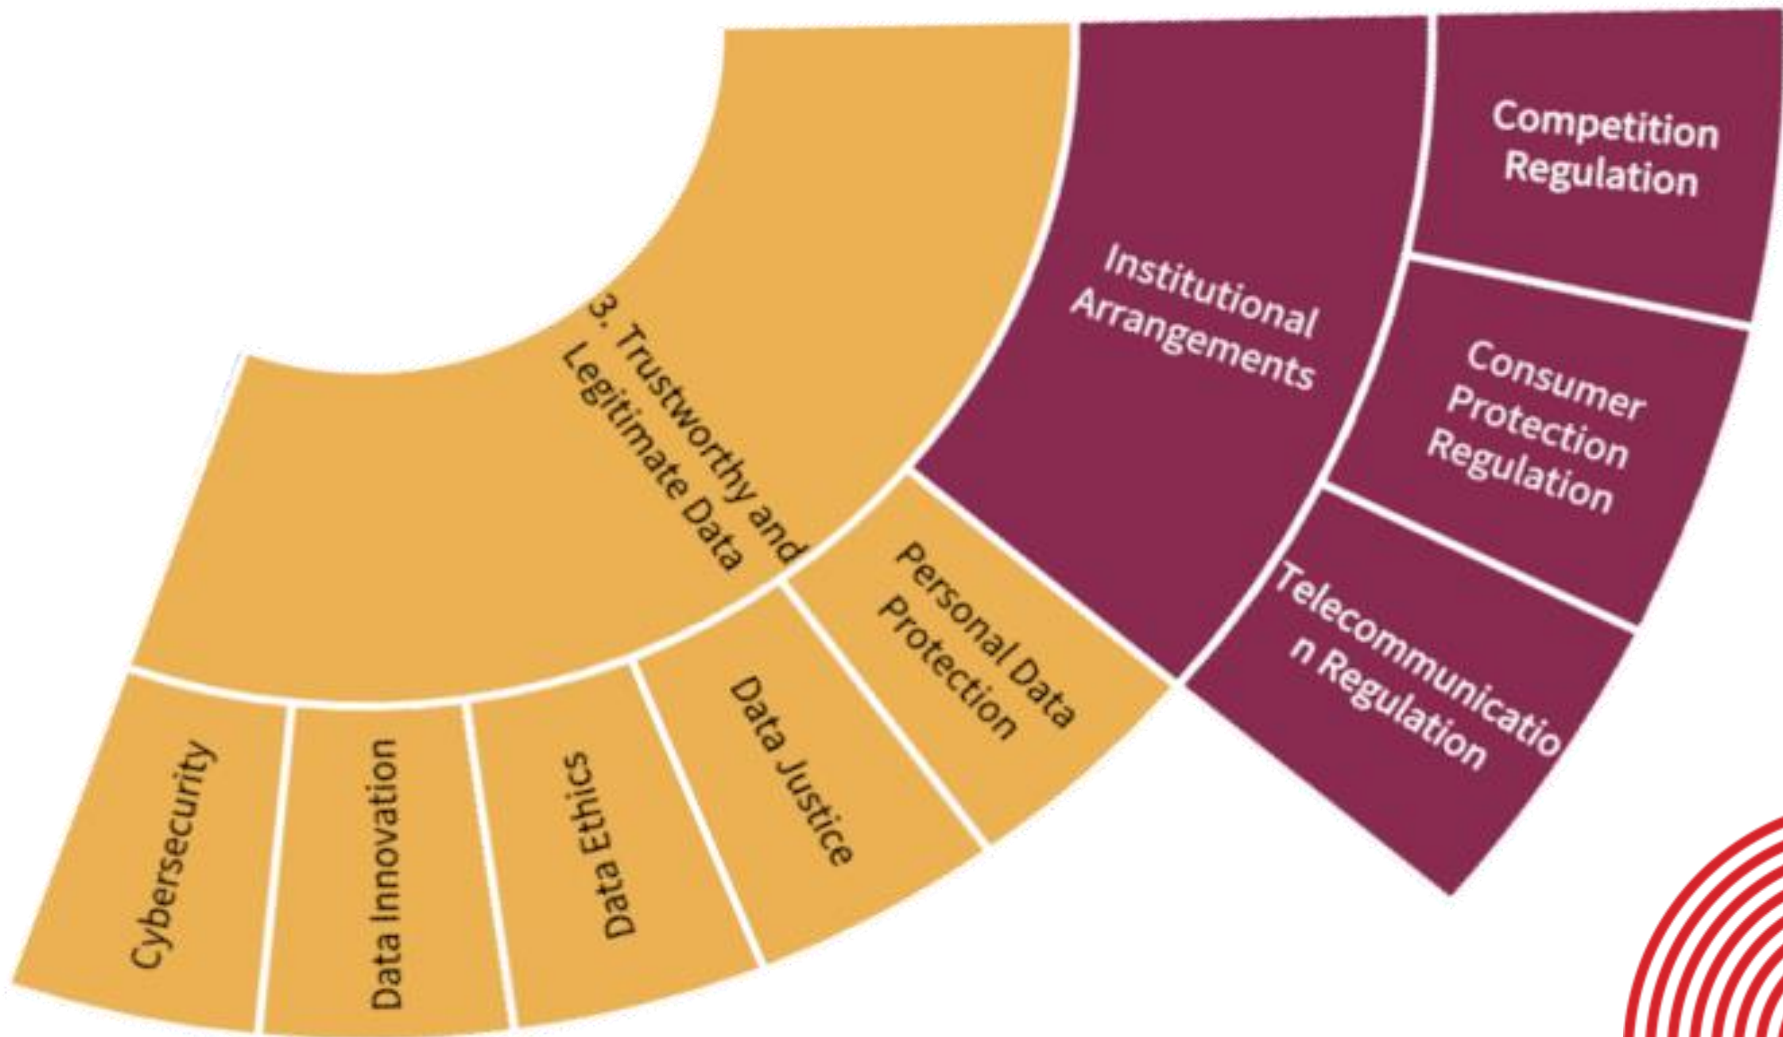 3. Trustworthy and
Legitimate Data
Institutional
Arrangements
Competition
Regulation
Consumer
Protection
Regulation
Telecommunicatio
n Regulation
Personal Data
Protection
Data Justice
Data Ethics
Data Innovation
Cybersecurity